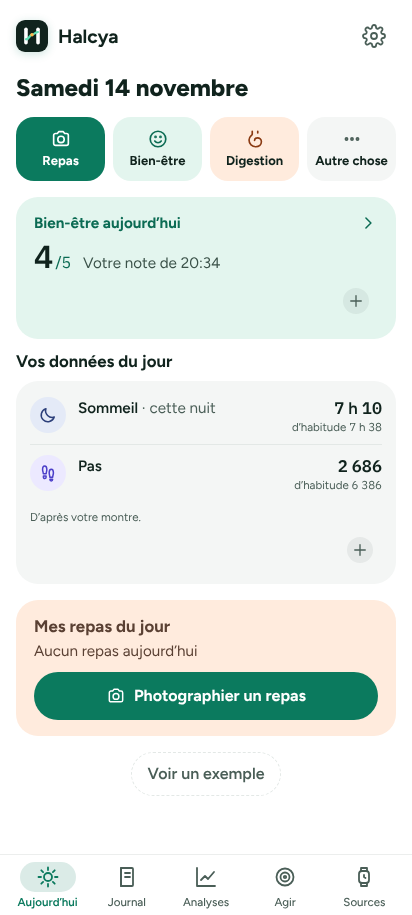 Halcya
Samedi 14 novembre
Repas
Bien-être
Digestion
Autre chose
Bien-être aujourd'hui
4/5 Votre note de 20:34
Vos données du jour
Sommeil · cette nuit
7 h 10
d'habitude 7 h 38
Pas
2 686
d'habitude 6 386
D'après votre montre.
Mes repas du jour
Aucun repas aujourd'hui
Photographier un repas
Voir un exemple
Aujourd'hui
Journal
Analyses
Agir
Sources